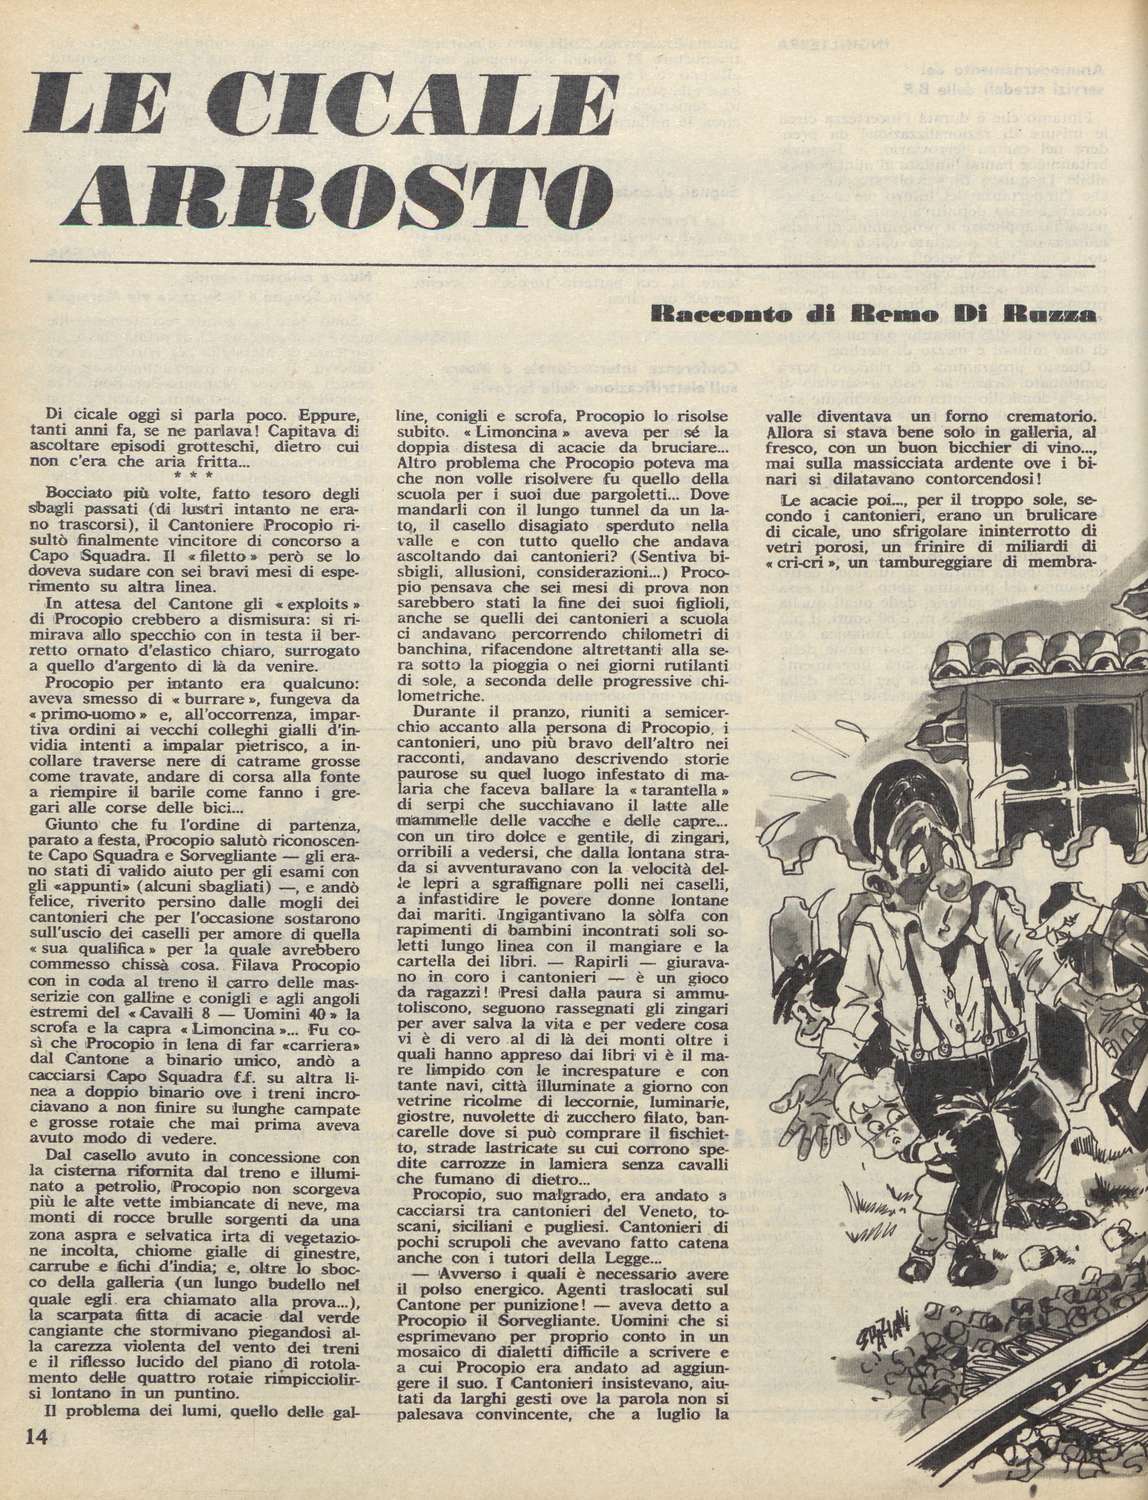 LE CICALE
ARROSTO
Racconto di Remo Di Ruzza
Di cicale oggi si parla poco. Eppure,
tanti anni fa, se ne parlava! Capitava di
ascoltare episodi grotteschi, dietro cui
non c'era che aria fritta...
* * *
Bocciato più volte, fatto tesoro degli
sbagli passati (di lustri intanto ne era-
no trascorsi), il Cantoniere Procopio ri-
sultò finalmente vincitore di concorso a
Capo Squadra. Il « filetto » però se lo
doveva sudare con sei bravi mesi di espe-
rimento su altra linea.
In attesa del Cantone gli « exploits »
di Procopio crebbero a dismisura: si ri-
mirava allo specchio con in testa il ber-
retto ornato d'elastico chiaro, surrogato
a quello d'argento di là da venire.
Procopio per intanto era qualcuno:
aveva smesso di « burrare », fungeva da
« primo-uomo » e, all'occorrenza, impar-
tiva ordini ai vecchi colleghi gialli d'in-
vidia intenti a impalar pietrisco, a in-
collare traverse nere di catrame grosse
come travate, andare di corsa alla fonte
a riempire il barile come fanno i gre-
gari alle corse delle bici...
Giunto che fu l'ordine di partenza,
parato a festa, Procopio salutò riconoscen-
te Capo Squadra e Sorvegliante — gli era-
no stati di valido aiuto per gli esami con
gli «appunti» (alcuni sbagliati) —, e andò
felice, riverito persino dalle mogli dei
cantonieri che per l'occasione sostarono
sull'uscio dei caselli per amore di quella
« sua qualifica » per la quale avrebbero
commesso chissà cosa. Filava Procopio
con in coda al treno il carro delle mas-
serizie con galline e conigli e agli angoli
estremi del « Cavalli 8 — Uomini 40 » la
scrofa e la capra « Limoncina »... Fu co-
sì che Procopio in lena di far «carriera»
dal Cantone a binario unico, andò a
cacciarsi Capo Squadra f.f. su altra li-
nea a doppio binario ove i treni incro-
ciavano a non finire su lunghe campate
e grosse rotaie che mai prima aveva
avuto modo di vedere.
Dal casello avuto in concessione con
la cisterna rifornita dal treno e illumi-
nato a petrolio, Procopio non scorgeva
più le alte vette imbiancate di neve, ma
monti di rocce brulle sorgenti da una
zona aspra e selvatica irta di vegetazio-
ne incolta, chiome gialle di ginestre,
carrube e fichi d'india; e, oltre lo sboc-
co della galleria (un lungo budello nel
quale egli era chiamato alla prova...),
la scarpata fitta di acacie dal verde
cangiante che stormivano piegandosi al-
la carezza violenta del vento dei treni
e il riflesso lucido del piano di rotola-
mento delle quattro rotaie rimpicciolir-
si lontano in un puntino.
Il problema dei lumi, quello delle gal-
line, conigli e scrofa, Procopio lo risolse
subito. « Limoncina » aveva per sé la
doppia distesa di acacie da bruciare...
Altro problema che Procopio poteva ma
che non volle risolvere fu quello della
scuola per i suoi due pargoletti... Dove
mandarli con il lungo tunnel da un la-
to, il casello disagiato sperduto nella
valle e con tutto quello che andava
ascoltando dai cantonieri? (Sentiva bi-
sbigli, allusioni, considerazioni...) Proco-
pio pensava che sei mesi di prova non
sarebbero stati la fine dei suoi figlioli,
anche se quelli dei cantonieri a scuola
ci andavano percorrendo chilometri di
banchina, rifacendone altrettanti alla se-
ra sotto la pioggia o nei giorni rutilanti
di sole, a seconda delle progressive chi-
lometriche.
Durante il pranzo, riuniti a semicer-
chio accanto alla persona di Procopio, i
cantonieri, uno più bravo dell'altro nei
racconti, andavano descrivendo storie
paurose su quel luogo infestato di ma-
laria che faceva ballare la « tarantella »
di serpi che succhiavano il latte alle
mammelle delle vacche e delle capre...
con un tiro dolce e gentile, di zingari,
orribili a vedersi, che dalla lontana stra-
da si avventuravano con la velocità del-
le lepri a sgraffignare polli nei caselli,
a infastidire le povere donne lontane
dai mariti. Ingigantivano la sòlfa con
rapimenti di bambini incontrati soli so-
letti lungo linea con il mangiare e la
cartella dei libri. — Rapirli — giurava-
no in coro i cantonieri — è un gioco
da ragazzi! Presi dalla paura si ammu-
toliscono, seguono rassegnati gli zingari
per aver salva la vita e per vedere cosa
vi è di vero al di là dei monti oltre i
quali hanno appreso dai libri vi è il ma-
re limpido con le increspature e con
tante navi, città illuminate a giorno con
vetrine ricolme di leccornie, luminarie,
giostre, nuvolette di zucchero filato, ban-
carelle dove si può comprare il fischiet-
to, strade lastricate su cui corrono spe-
dite carrozze in lamiera senza cavalli
che fumano di dietro...
Procopio, suo malgrado, era andato a
cacciarsi tra cantonieri del Veneto, to-
scani, siciliani e pugliesi. Cantonieri di
pochi scrupoli che avevano fatto catena
anche con i tutori della Legge...
— Avverso i quali è necessario avere
il polso energico. Agenti traslocati sul
Cantone per punizione! — aveva detto a
Procopio il Sorvegliante. Uomini che si
esprimevano per proprio conto in un
mosaico di dialetti difficile a scrivere e
a cui Procopio era andato ad aggiun-
gere il suo. I Cantonieri insistevano, aiu-
tati da larghi gesti ove la parola non si
palesava convincente, che a luglio la
valle diventava un forno crematorio.
Allora si stava bene solo in galleria, al
fresco, con un buon bicchier di vino...,
mai sulla massicciata ardente ove i bi-
nari si dilatavano contorcendosi!
Le acacie poi..., per il troppo sole, se-
condo i cantonieri, erano un brulicare
di cicale, uno sfrigolare ininterrotto di
vetri porosi, un frinire di miliardi di
« cri-cri », un tambureggiare di membra-
GRAZIANI
14